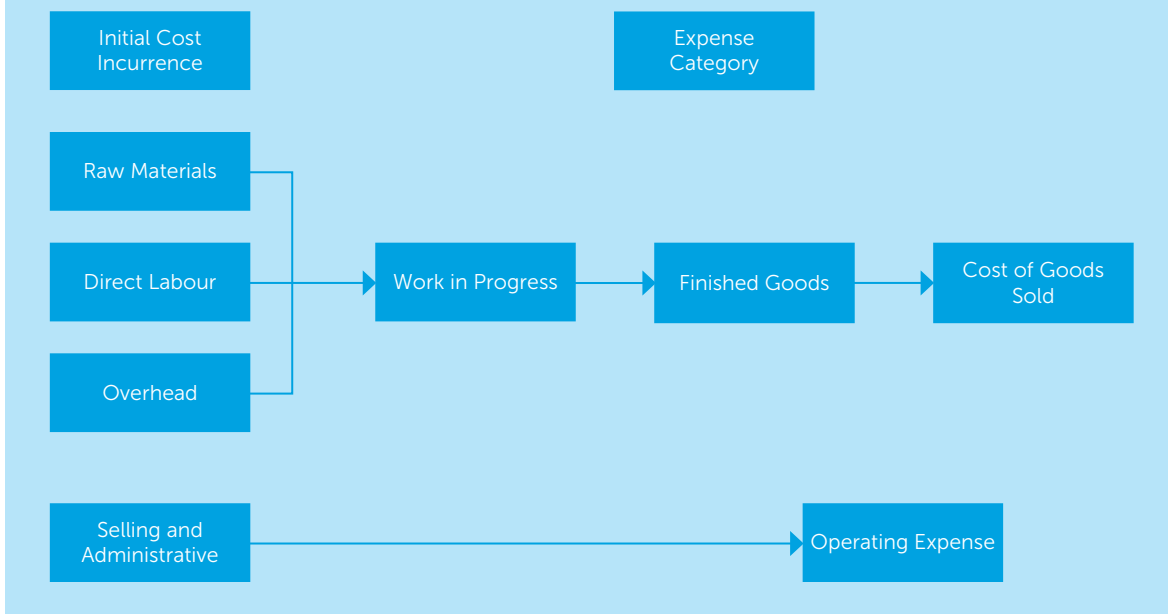 Initial Cost
Incurrence
Expense
Category
Raw Materials
Direct Labour
Work in Progress
Finished Goods
Cost of Goods
Sold
Overhead
Selling and
Administrative
Operating Expense